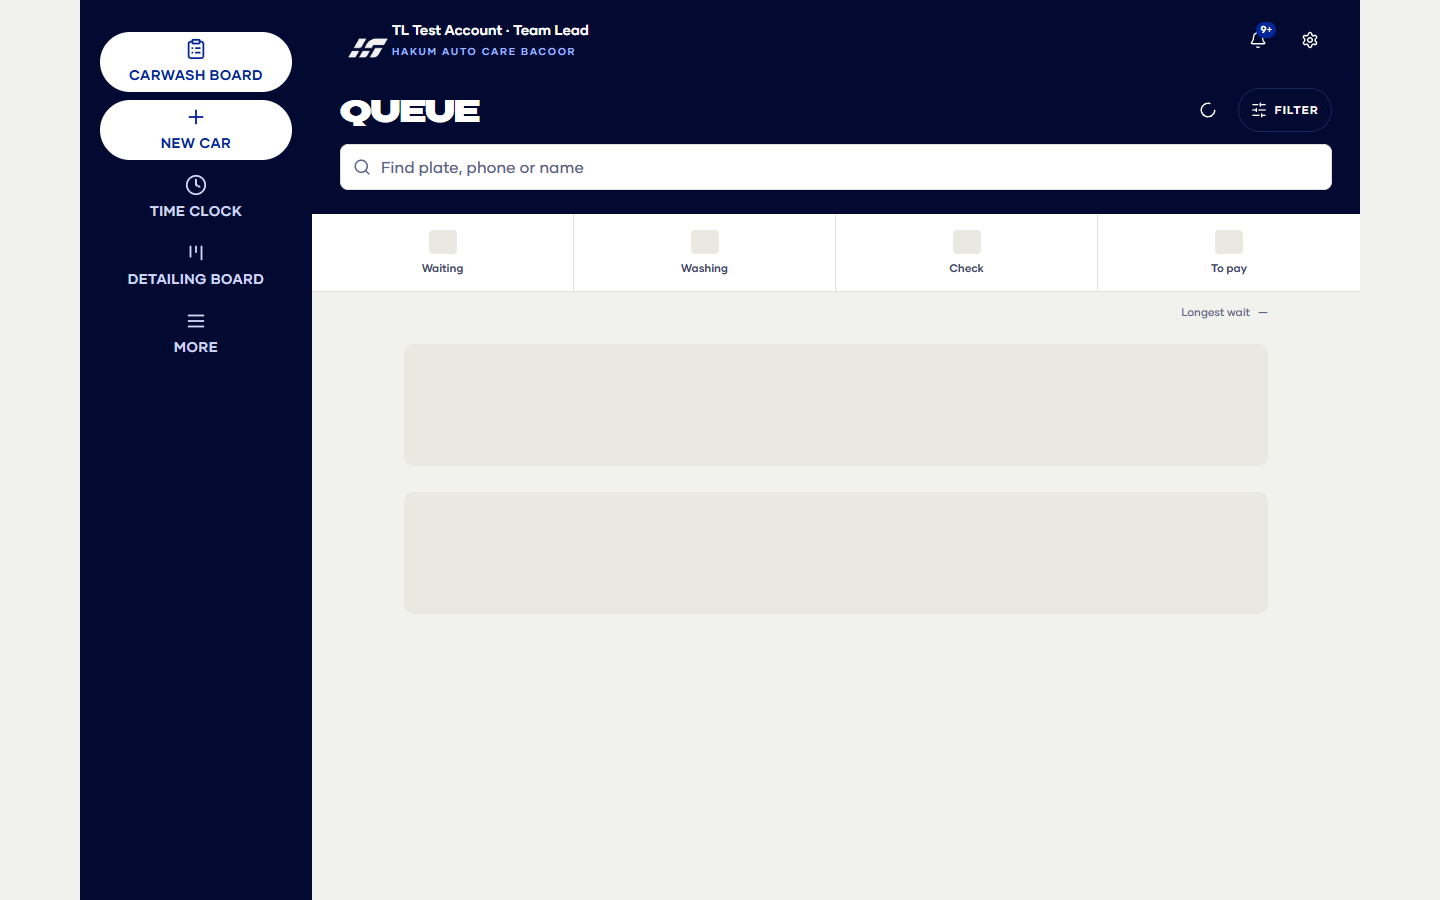 CARWASH BOARD
NEW CAR
TIME CLOCK
DETAILING BOARD
MORE
TL Test Account · Team Lead
HAKUM AUTO CARE BACOOR
9+
QUEUE
FILTER
Find plate, phone or name
Waiting
Washing
Check
To pay
Longest wait —